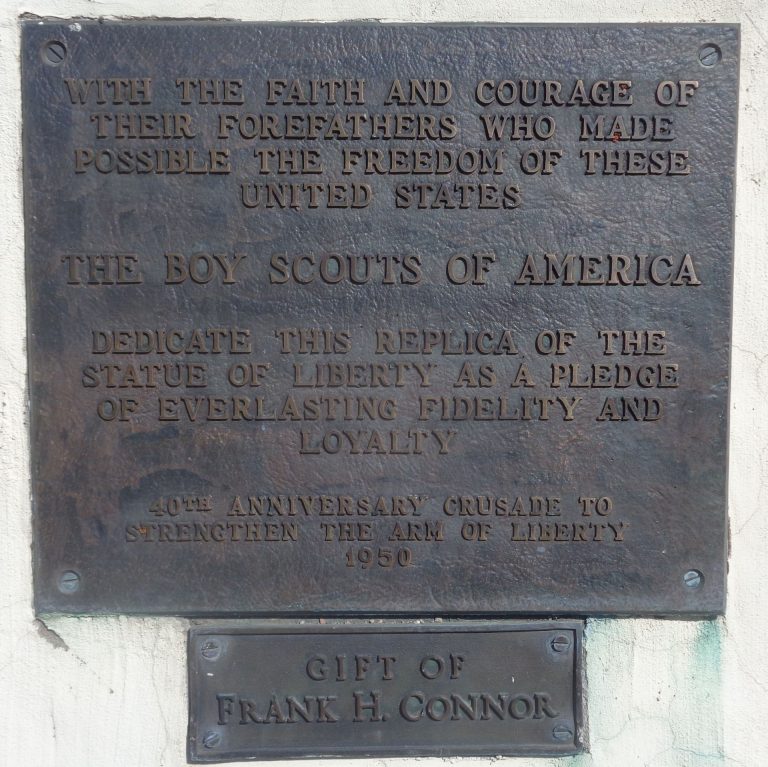 WITH THE FAITH AND COURAGE OF
THEIR FOREFATHERS WHO MADE
POSSIBLE THE FREEDOM OF THESE
UNITED STATES
THE BOY SCOUTS OF AMERICA
DEDICATE THIS REPLICA OF THE
STATUE OF LIBERTY AS A PLEDGE
OF EVERLASTING FIDELITY AND
LOYALTY
40TH ANNIVERSARY CRUSADE TO
STRENGTHEN THE ARM OF LIBERTY
1950
GIFT OF
FRANK H. CONNOR